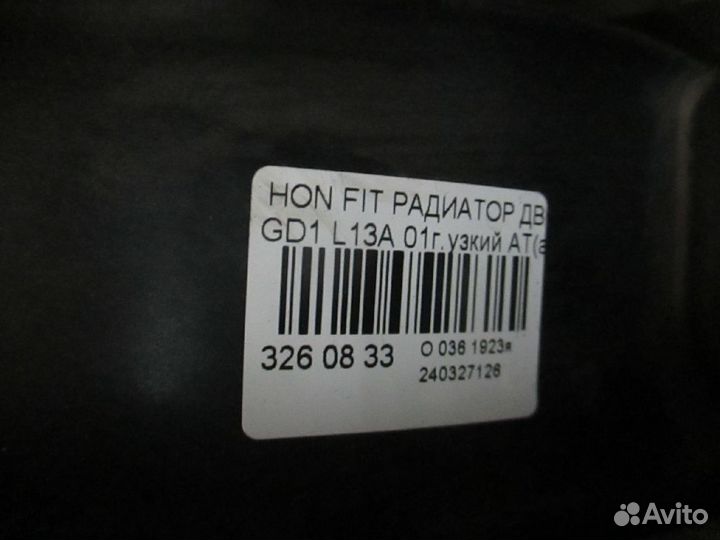 HON FIT РАДИАТОР ДВ
GD1 L13A 01г.узкий АТ(а
326 08 33
О 036 1923я
240327126
Avito